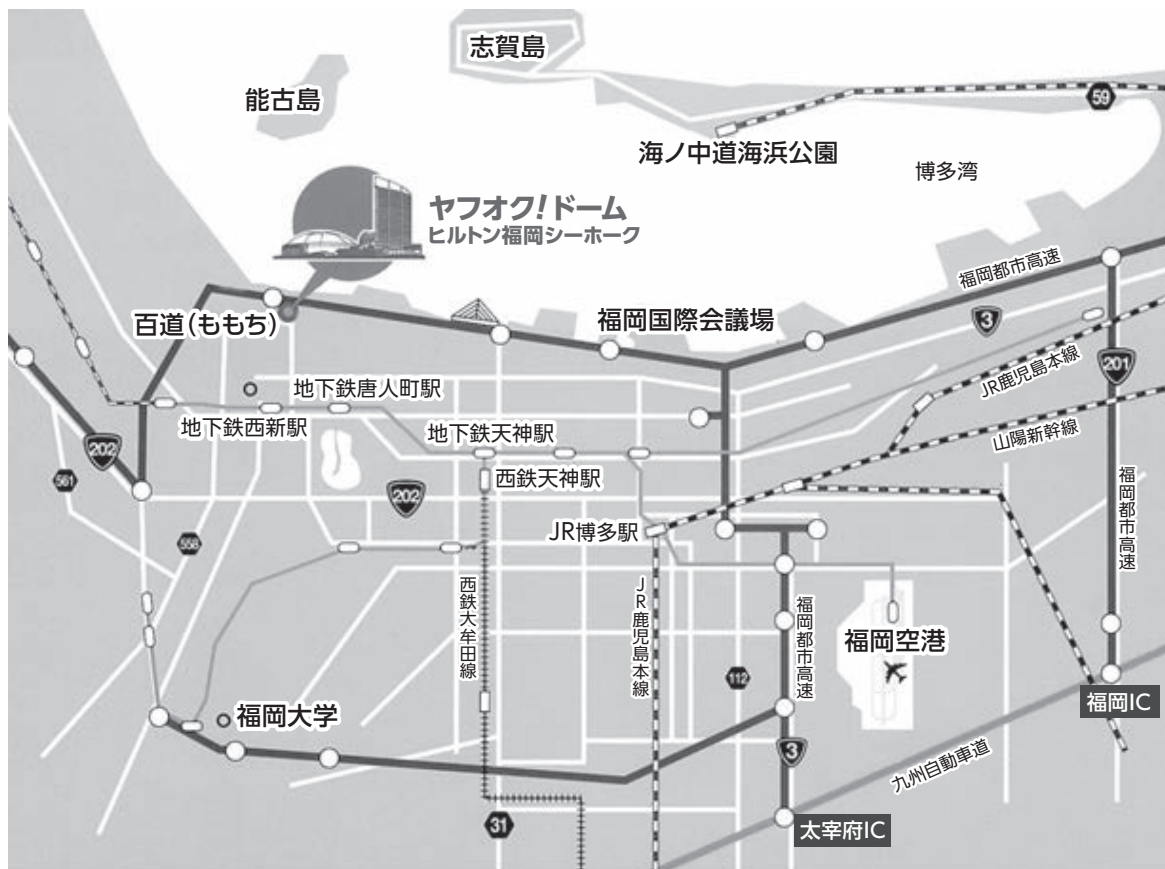 志賀島
能古島
59
海ノ中道海浜公園
博多湾
ヤフオク!ドーム
ヒルトン福岡シーホーク
福岡都市高速
百道(ももち)
福岡国際会議場
3
JR鹿児島本線
201
地下鉄唐人町駅
地下鉄西新駅
地下鉄天神駅
山陽新幹線
202
561
西鉄天神駅
202
福岡都市高速
JR博多駅
558
西鉄大牟田線
JR鹿児島本線
福岡都市高速
福岡空港
112
福岡IC
福岡大学
3
九州自動車道
31
太宰府IC